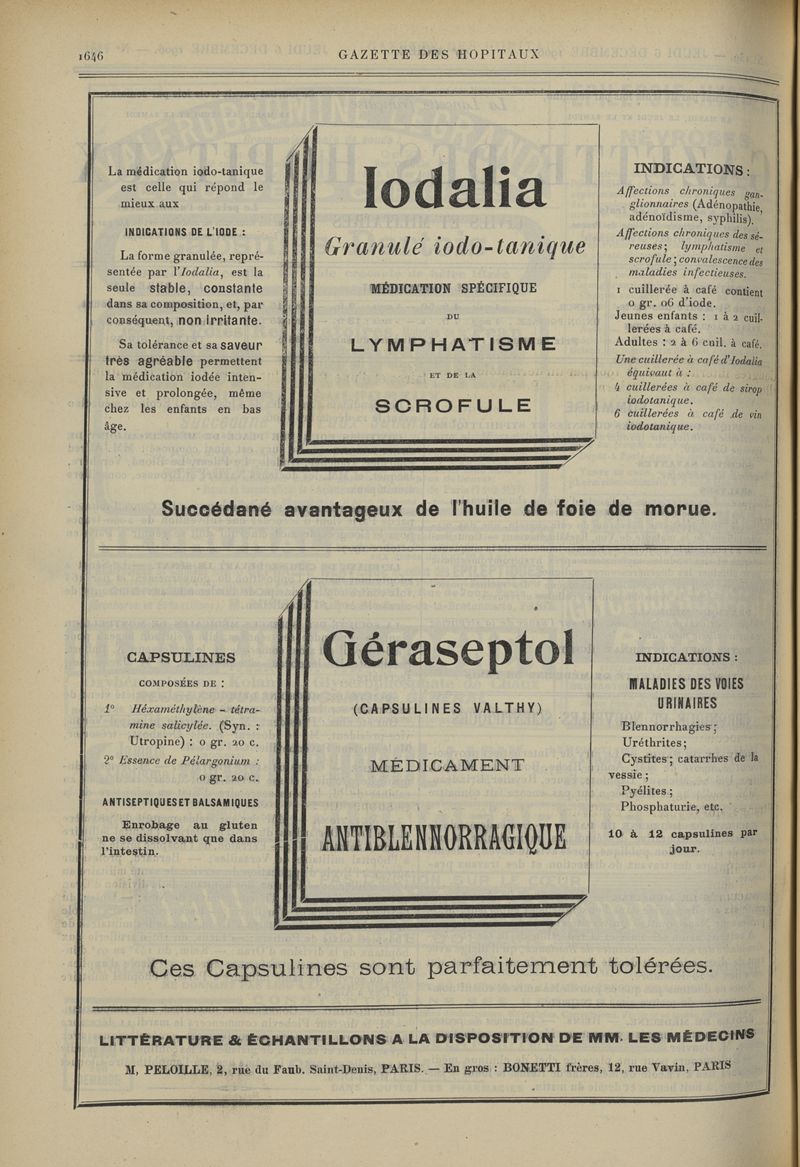 1646
GAZETTE DES HOPITAUX
La médication iodo-tanique
est celle qui répond le
mieux aux
INDICATIONS DE L'IODE :
La forme granulée, repré-
sentée par l'Iodalia, est la
seule stable, constante
dans sa composition, et, par
conséquent, non irritante.
Sa tolérance et sa saveur
très agréable permettent
la médication iodée inten-
sive et prolongée, même
chez les enfants en bas
âge.
Iodalia
Granulé iodo-tanique
MÉDICATION SPÉCIFIQUE
DU
LYMPHATISME
ET DE LA
SCROFULE
INDICATIONS :
Affections chroniques gan-
glionnaires (Adénopathie,
adénoïdisme, syphilis).
Affections chroniques des sé-
reuses; lymphatisme et
scrofule; convalescence des
maladies infectieuses.
1 cuillerée à café contient
0 gr. 06 d'iode.
Jeunes enfants : 1 à 2 cuil-
lerées à café.
Adultes : 2 à 6 cuil. à café.
Une cuillerée à café d'Iodalia
équivaut à :
4 cuillerées à café de sirop
iodotanique.
6 cuillerées à café de vin
iodotanique.
Succédané avantageux de l'huile de foie de morue.
CAPSULINES
COMPOSÉES DE :
1° Héxaméthylène - tétra-
mine salicylée. (Syn. :
Utropine) : 0 gr. 20 c.
2° Essence de Pélargonium :
0 gr. 20 c.
ANTISEPTIQUES ET BALSAMIQUES
Enrobage au gluten
ne se dissolvant que dans
l'intestin.
Géraseptol
(CAPSULINES VALTHY)
MÉDICAMENT
ANTIBLENNORRAGIQUE
INDICATIONS :
MALADIES DES VOIES
URINAIRES
Blennorrhagies;
Uréthrites;
Cystites; catarrhes de la
vessie;
Pyélites;
Phosphaturie, etc.
10 à 12 capsulines par
jour.
Ces Capsulines sont parfaitement tolérées.
LITTÉRATURE & ÉCHANTILLONS A LA DISPOSITION DE MM. LES MÉDECINS
M, PELOILLE, 2, rue du Faub. Saint-Denis, PARIS. — En gros : BONETTI frères, 12, rue Vavin, PARIS